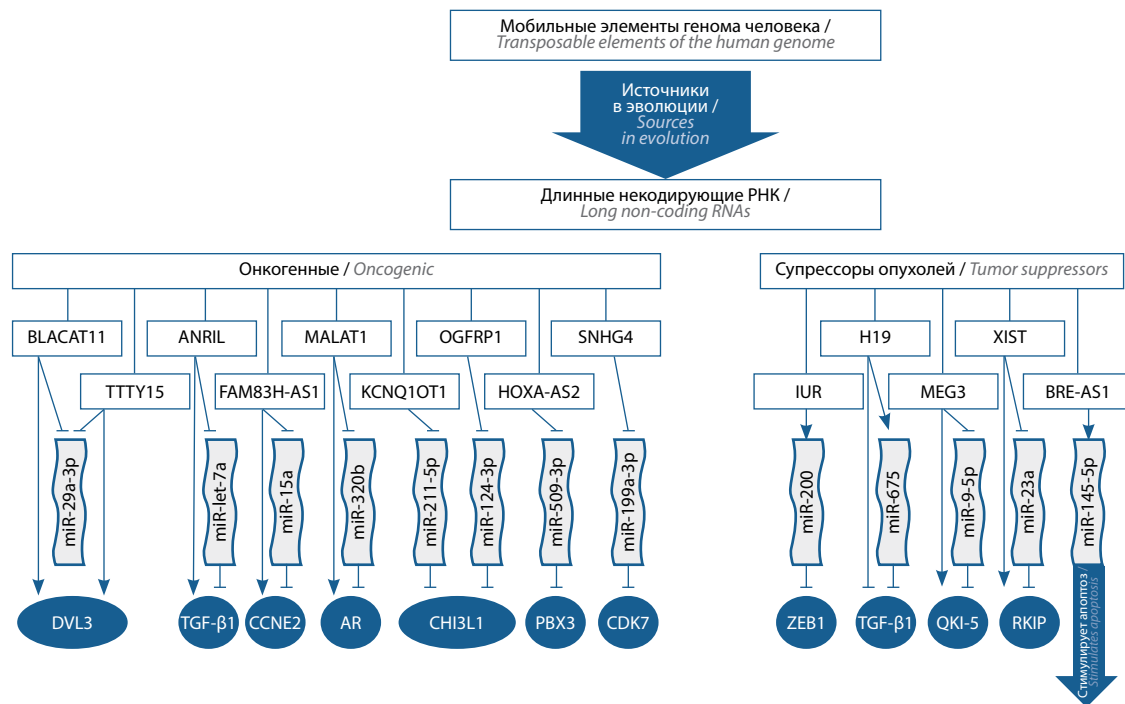 Мобильные элементы генома человека /
Transposable elements of the human genome
Источники
в эволюции /
Sources
in evolution
Длинные некодирующие РНК /
Long non-coding RNAs
Онкогенные / Oncogenic
Супрессоры опухолей / Tumor suppressors
BLACAT11
ANRIL
MALAT1
OGFRP1
SNHG4
H19
XIST
TTTY15
FAM83H-AS1
KCNQ1OT1
HOXA-AS2
IUR
MEG3
BRE-AS1
miR-29a-3p
miR-let-7a
miR-15a
miR-320b
miR-211-5p
miR-124-3p
miR-509-3p
miR-199a-3p
miR-200
miR-675
miR-9-5p
miR-23a
miR-145-5p
DVL3
TGF-β1
CCNE2
AR
CHI3L1
PBX3
CDK7
ZEB1
TGF-β1
QKI-5
RKIP
Стимулирует апоптоз /
Stimulates apoptosis